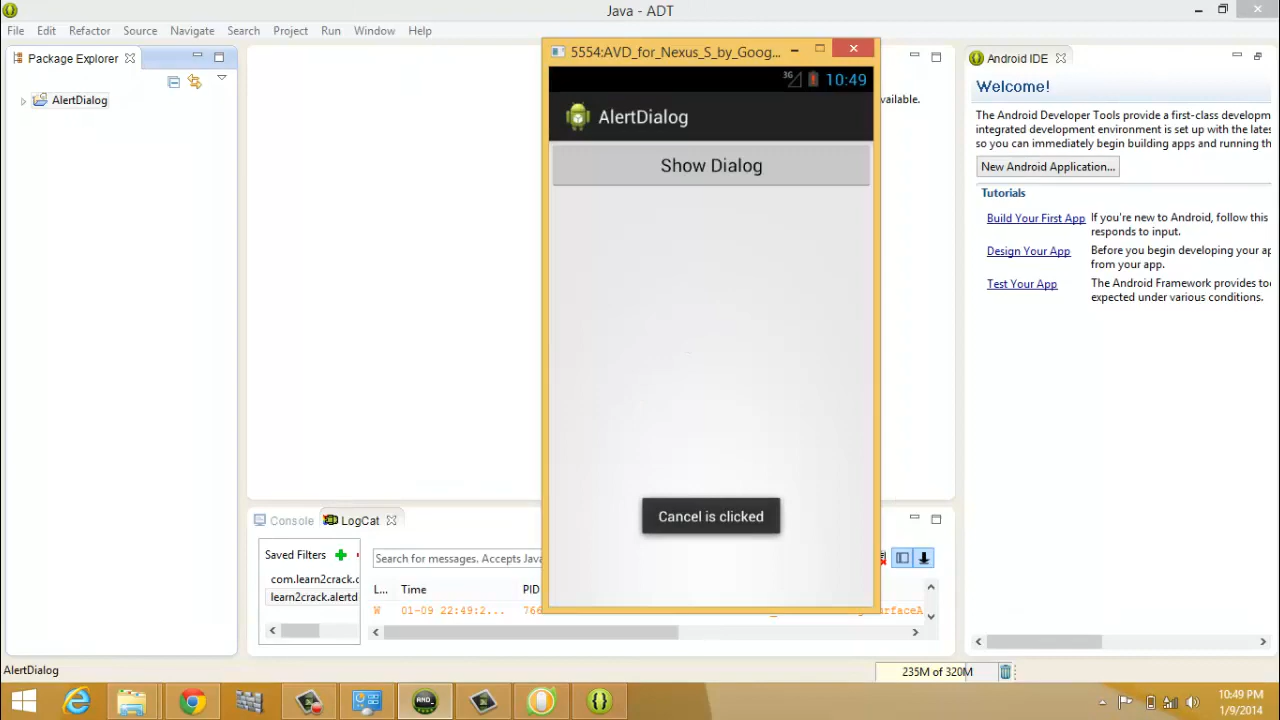 Java - ADT
File Edit Refactor Source Navigate Search Project Run Window Help
Package Explorer
AlertDialog
5554:AVD_for_Nexus_S_by_Goog...
3G 10:49
AlertDialog
Show Dialog
Cancel is clicked
available.
Android IDE
Welcome!
The Android Developer Tools provide a first-class developm
integrated development environment is set up with the lates
so you can immediately begin building apps and running th
New Android Application...
Tutorials
Build Your First App
If you're new to Android, follow this
responds to input.
Design Your App
Before you begin developing your ap
from your app.
Test Your App
The Android Framework provides too
expected under various conditions.
Console LogCat
Saved Filters
com.learn2crack.c
learn2crack.alertd
Search for messages. Accepts Java
L... Time PID
W 01-09 22:49:2... 766
urfaceA
AlertDialog
235M of 320M
10:49 PM
1/9/2014